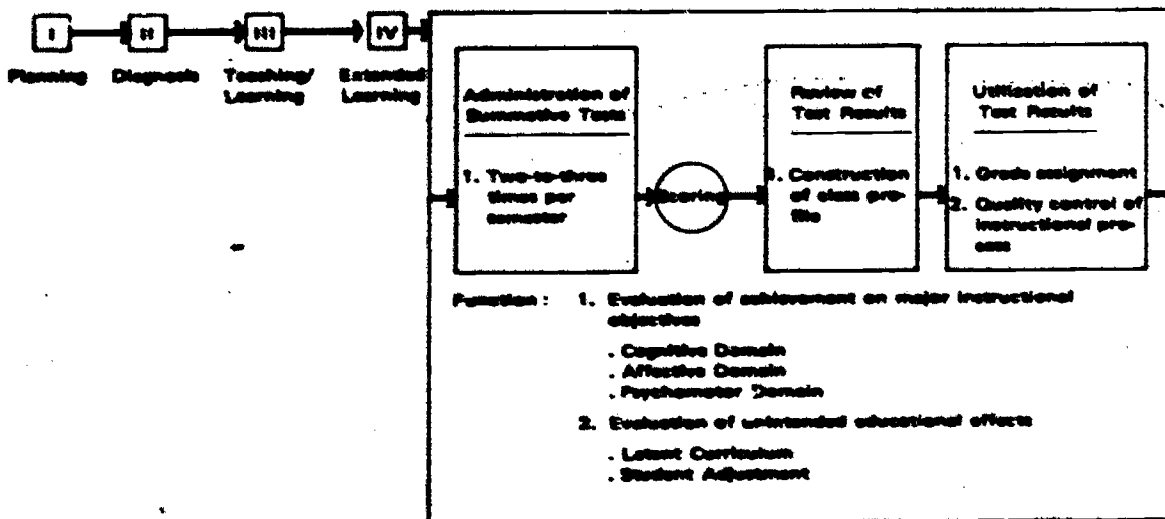 I II III IV
Planning Diagnosis Teaching/ Extended
Learning Learning
Administration of
Summative Tests
1. Two-to-three
times per
semester
Scoring
Review of
Test Results
1. Construction
of class pro-
file
Utilization of
Test Results
1. Grade assignment
2. Quality control of
instructional pro-
cess
Function: 1. Evaluation of achievement on major instructional
objectives
. Cognitive Domain
. Affective Domain
. Psychomotor Domain
2. Evaluation of unintended educational effects
. Latent Curriculum
. Student Adjustment